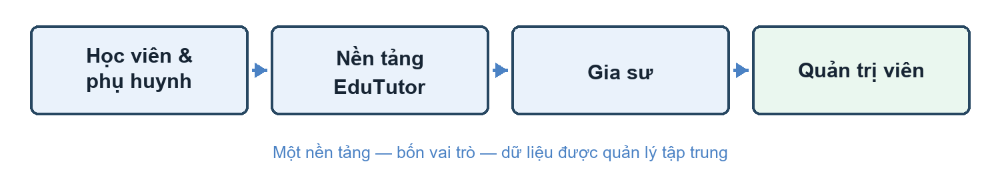 Học viên &
phụ huynh
Nền tảng
EduTutor
Gia sư
Quản trị viên
Một nền tảng — bốn vai trò — dữ liệu được quản lý tập trung